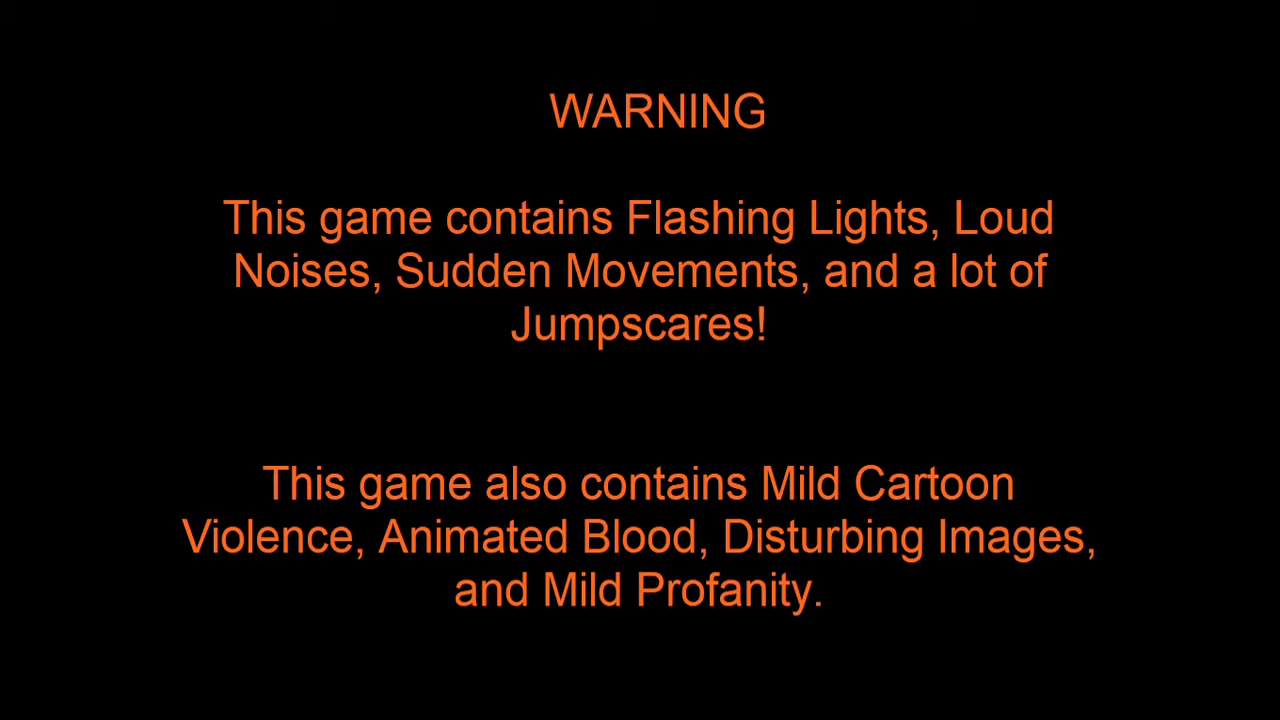 WARNING
This game contains Flashing Lights, Loud
Noises, Sudden Movements, and a lot of
Jumpscares!
This game also contains Mild Cartoon
Violence, Animated Blood, Disturbing Images,
and Mild Profanity.